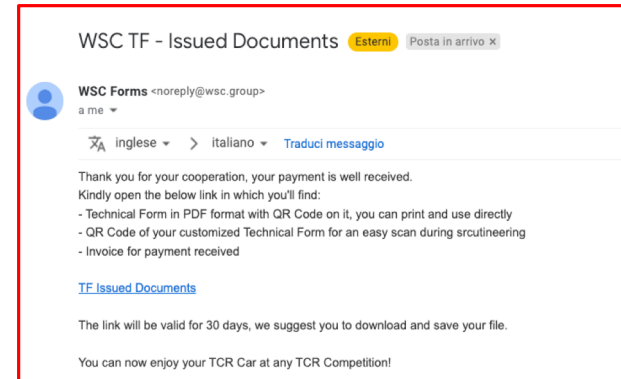 WSC TF - Issued Documents Esterni Posta in arrivo ×
WSC Forms <noreply@wsc.group>
a me
inglese > italiano Traduci messaggio
Thank you for your cooperation, your payment is well received.
Kindly open the below link in which you'll find:
- Technical Form in PDF format with QR Code on it, you can print and use directly
- QR Code of your customized Technical Form for an easy scan during srcutineering
- Invoice for payment received
TF Issued Documents
The link will be valid for 30 days, we suggest you to download and save your file.
You can now enjoy your TCR Car at any TCR Competition!